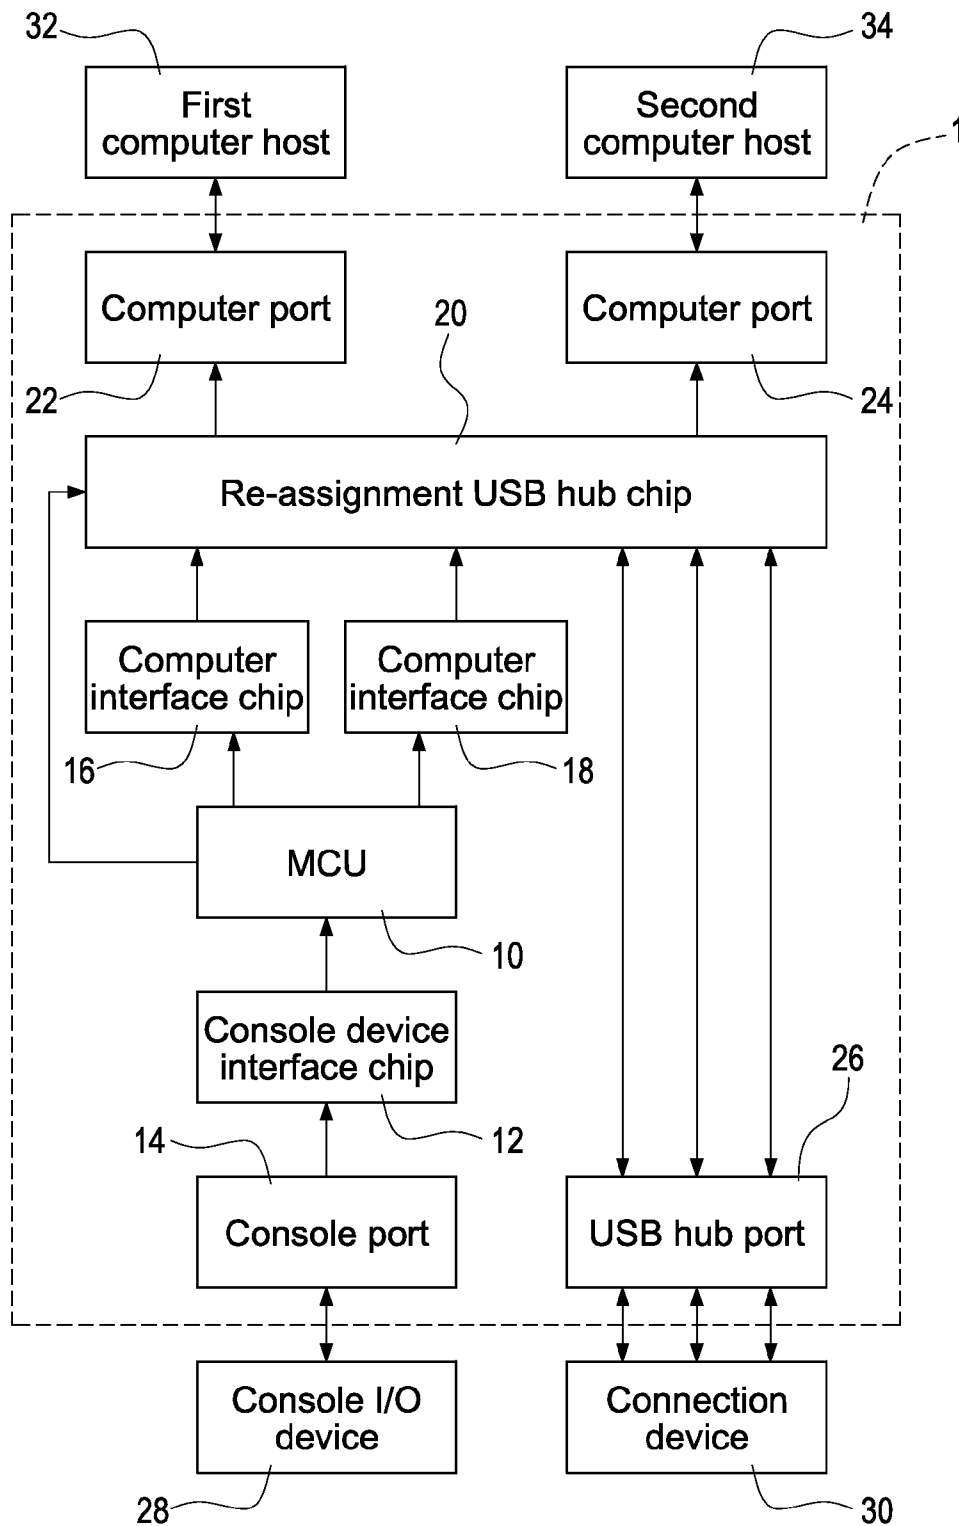 32
34
First
computer host
Second
computer host
1
Computer port
Computer port
20
22
24
Re-assignment USB hub chip
Computer
interface chip
Computer
interface chip
16
18
MCU
10
Console device
interface chip
26
14
12
Console port
USB hub port
Console I/O
device
Connection
device
28
30